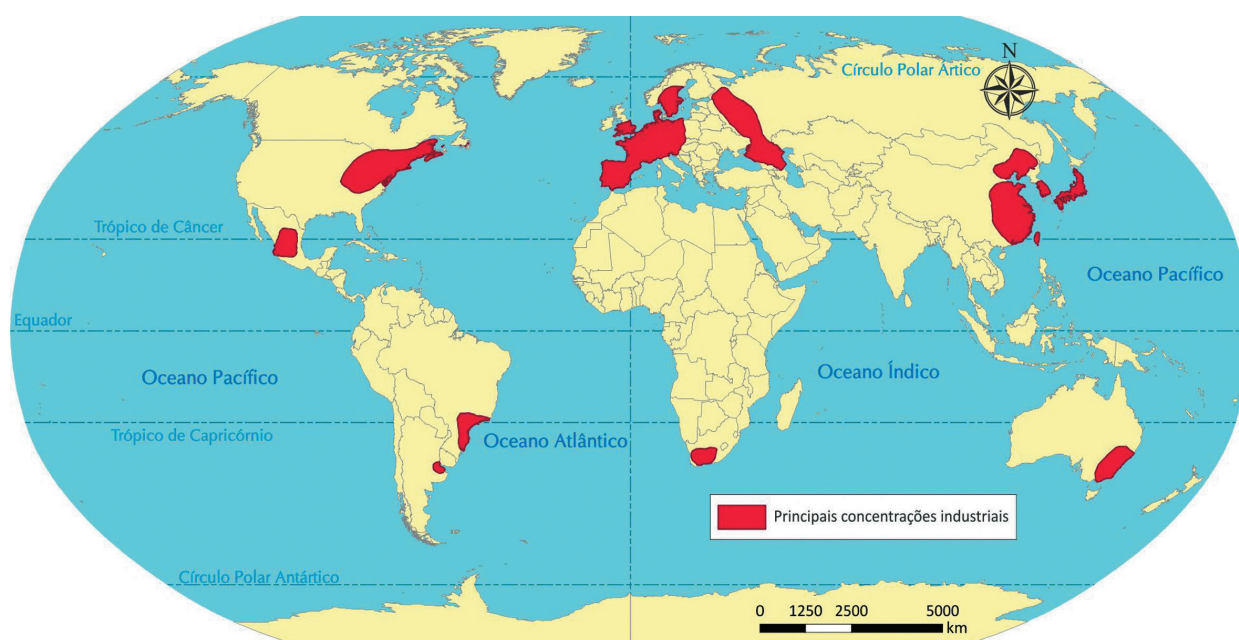 N
Círculo Polar Ártico
Trópico de Câncer
Oceano Pacífico
Equador
Oceano Pacífico
Oceano Índico
Trópico de Capricórnio
Oceano Atlântico
Principais concentrações industriais
Círculo Polar Antártico
0 1250 2500 5000
km